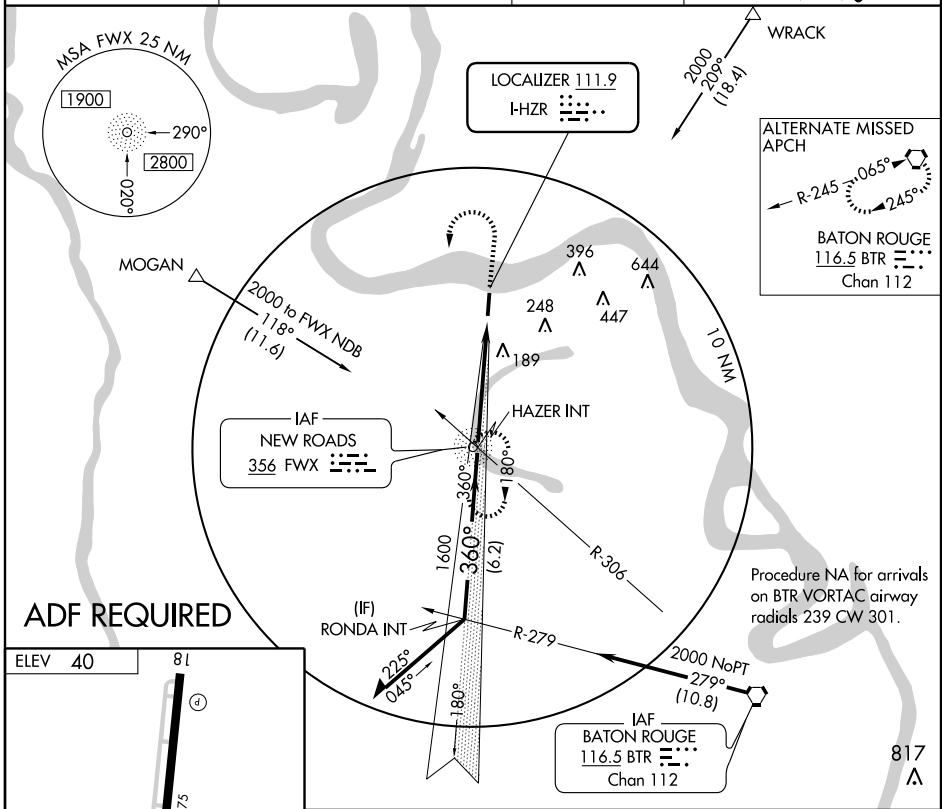 MSA FWX 25 NM
1900
290°
2800
020°
LOCALIZER 111.9
I-HZR
WRACK
2000
209°
(18.4)
ALTERNATE MISSED
APCH
R-245
065°
245°
BATON ROUGE
116.5 BTR
Chan 112
MOGAN
2000 to FWX NDB
118°
(11.6)
396
644
248
447
189
10 NM
IAF
NEW ROADS
356 FWX
HAZER INT
360°
180°
1600
360°
(6.2)
R-306
Procedure NA for arrivals
on BTR VORTAC airway
radials 239 CW 301.
ADF REQUIRED
(IF)
RONDA INT
R-279
2000 NoPT
279°
(10.8)
225°
045°
180°
IAF
BATON ROUGE
116.5 BTR
Chan 112
817
ELEV 40
18
P
75